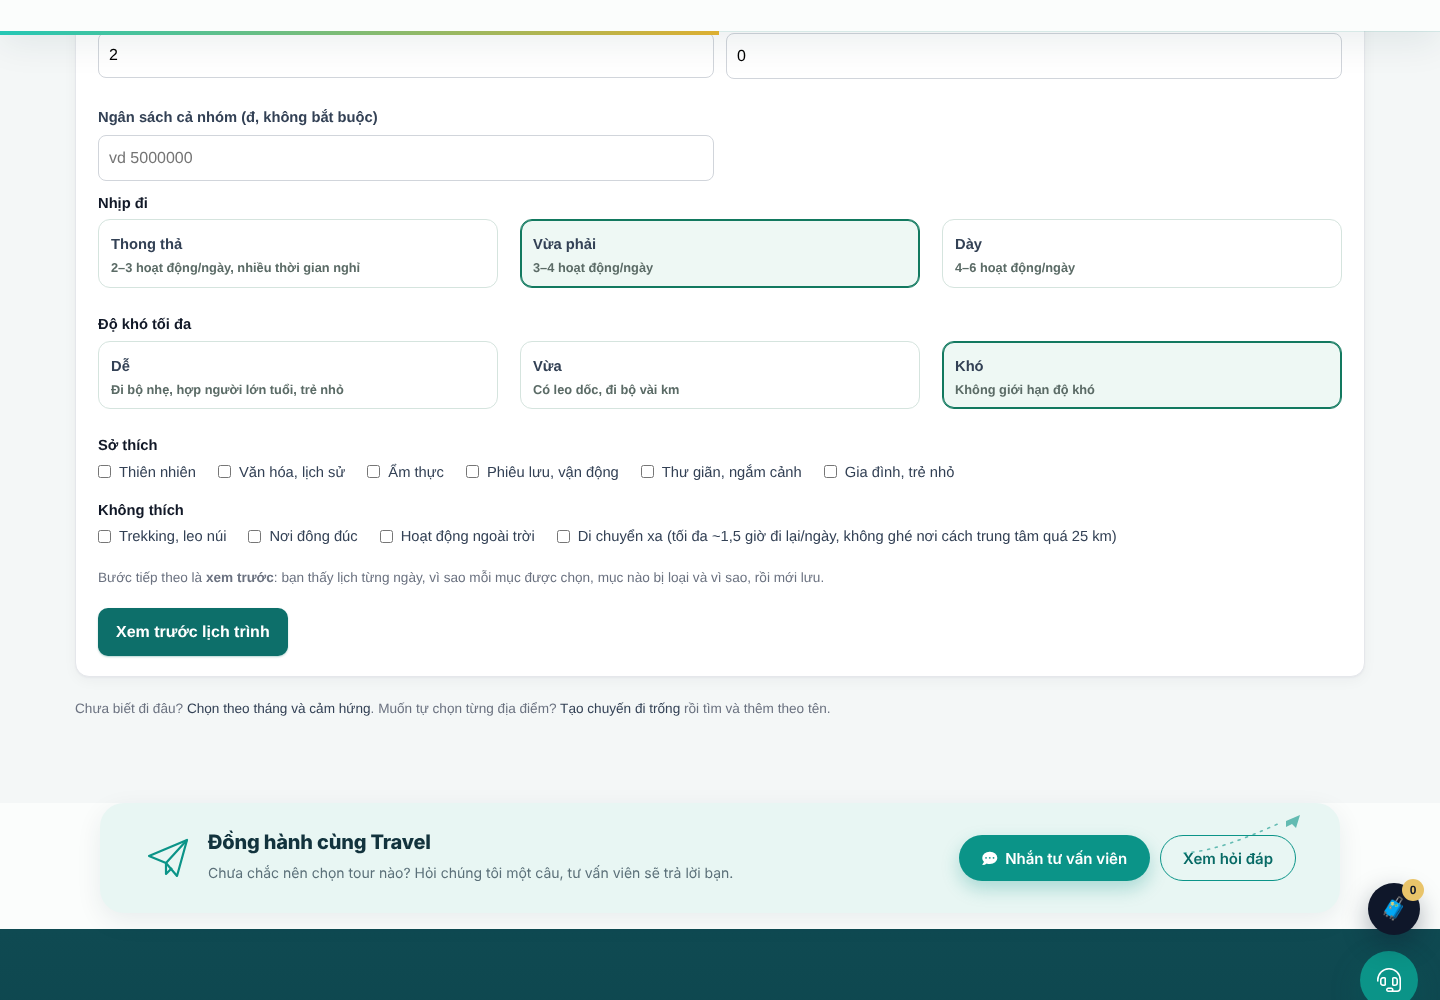 2
0
Ngân sách cả nhóm (đ, không bắt buộc)
vd 5000000
Nhịp đi
Thong thả
2–3 hoạt động/ngày, nhiều thời gian nghỉ
Vừa phải
3–4 hoạt động/ngày
Dày
4–6 hoạt động/ngày
Độ khó tối đa
Dễ
Đi bộ nhẹ, hợp người lớn tuổi, trẻ nhỏ
Vừa
Có leo dốc, đi bộ vài km
Khó
Không giới hạn độ khó
Sở thích
Thiên nhiên Văn hóa, lịch sử Ẩm thực Phiêu lưu, vận động Thư giãn, ngắm cảnh Gia đình, trẻ nhỏ
Không thích
Trekking, leo núi Nơi đông đúc Hoạt động ngoài trời Di chuyển xa (tối đa ~1,5 giờ đi lại/ngày, không ghé nơi cách trung tâm quá 25 km)
Bước tiếp theo là xem trước: bạn thấy lịch từng ngày, vì sao mỗi mục được chọn, mục nào bị loại và vì sao, rồi mới lưu.
Xem trước lịch trình
Chưa biết đi đâu? Chọn theo tháng và cảm hứng. Muốn tự chọn từng địa điểm? Tạo chuyến đi trống rồi tìm và thêm theo tên.
Đồng hành cùng Travel
Chưa chắc nên chọn tour nào? Hỏi chúng tôi một câu, tư vấn viên sẽ trả lời bạn.
Nhắn tư vấn viên
Xem hỏi đáp
0